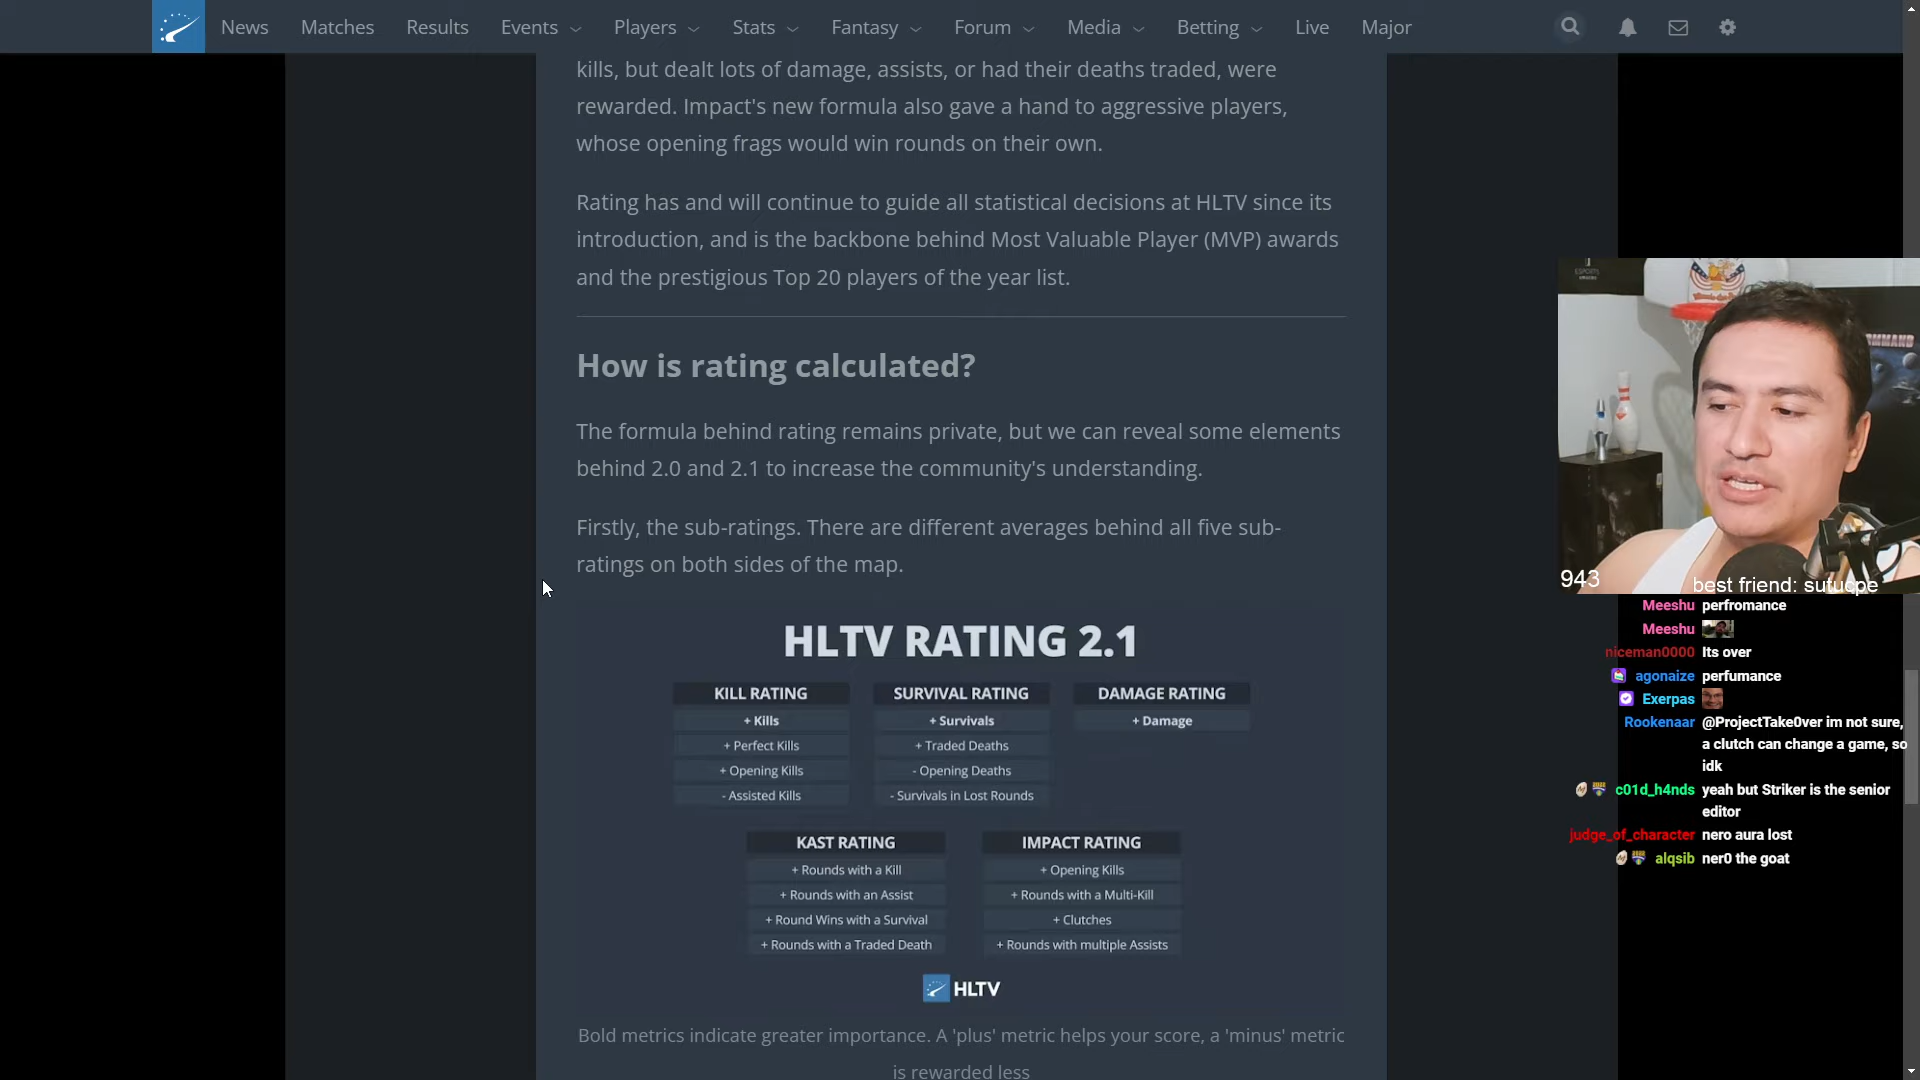 News Matches Results Events Players Stats Fantasy Forum Media Betting Live Major
kills, but dealt lots of damage, assists, or had their deaths traded, were
rewarded. Impact's new formula also gave a hand to aggressive players,
whose opening frags would win rounds on their own.
Rating has and will continue to guide all statistical decisions at HLTV since its
introduction, and is the backbone behind Most Valuable Player (MVP) awards
and the prestigious Top 20 players of the year list.
How is rating calculated?
The formula behind rating remains private, but we can reveal some elements
behind 2.0 and 2.1 to increase the community's understanding.
Firstly, the sub-ratings. There are different averages behind all five sub-
ratings on both sides of the map.
HLTV RATING 2.1
KILL RATING
+ Kills
+ Perfect Kills
+ Opening Kills
- Assisted Kills
SURVIVAL RATING
+ Survivals
+ Traded Deaths
- Opening Deaths
- Survivals in Lost Rounds
DAMAGE RATING
+ Damage
KAST RATING
+ Rounds with a Kill
+ Rounds with an Assist
+ Round Wins with a Survival
+ Rounds with a Traded Death
IMPACT RATING
+ Opening Kills
+ Rounds with a Multi-Kill
+ Clutches
+ Rounds with multiple Assists
HLTV
Bold metrics indicate greater importance. A 'plus' metric helps your score, a 'minus' metric
is rewarded less
943
best friend: sutucpe
Meeshu perfromance
Meeshu
niceman0000 Its over
agonaize perfumance
Exerpas
Rookenaar @ProjectTake0ver im not sure,
a clutch can change a game, so
idk
c01d_h4nds yeah but Striker is the senior
editor
judge_of_character nero aura lost
alqsib ner0 the goat